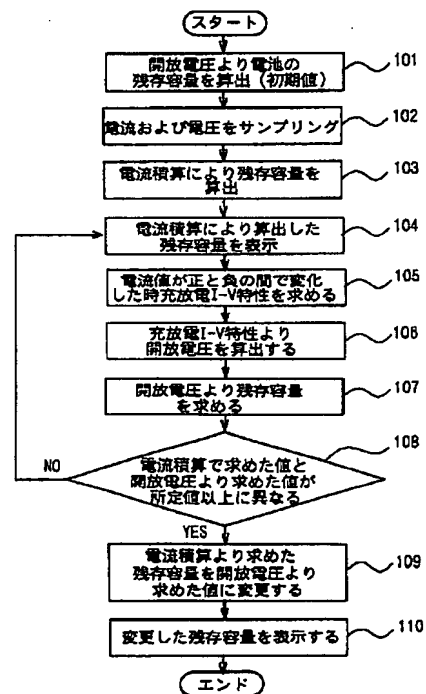 スタート
開放電圧より電池の
残存容量を算出（初期値）
101
電流および電圧をサンプリング
102
電流積算により残存容量を
算出
103
電流積算により算出した
残存容量を表示
104
電流値が正と負の間で変化
した時充放電I-V特性を求める
105
充放電I-V特性より
開放電圧を算出する
106
開放電圧より残存容量
を求める
107
108
NO
電流積算で求めた値と
開放電圧より求めた値が
所定値以上に異なる
YES
電流積算より求めた
残存容量を開放電圧より
求めた値に変更する
109
変更した残存容量を表示する
110
エンド